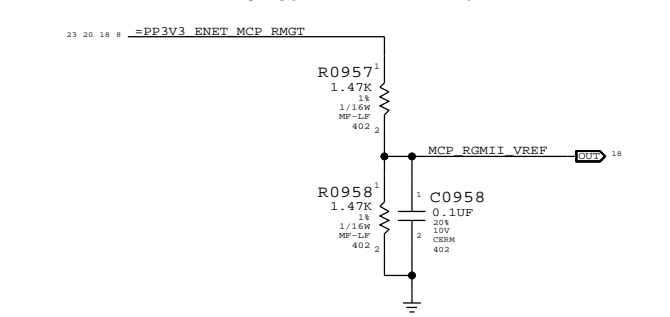 23 20 18 8 =PP3V3_ENET_MCP_RMGT
R0957 1
1.47K
1%
1/16W
MF-LF
402 2
MCP_RGMII_VREF OUT 18
R0958 1
1.47K
1%
1/16W
MF-LF
402 2
1 C0958
0.1UF
20%
10V
2 CERM
402